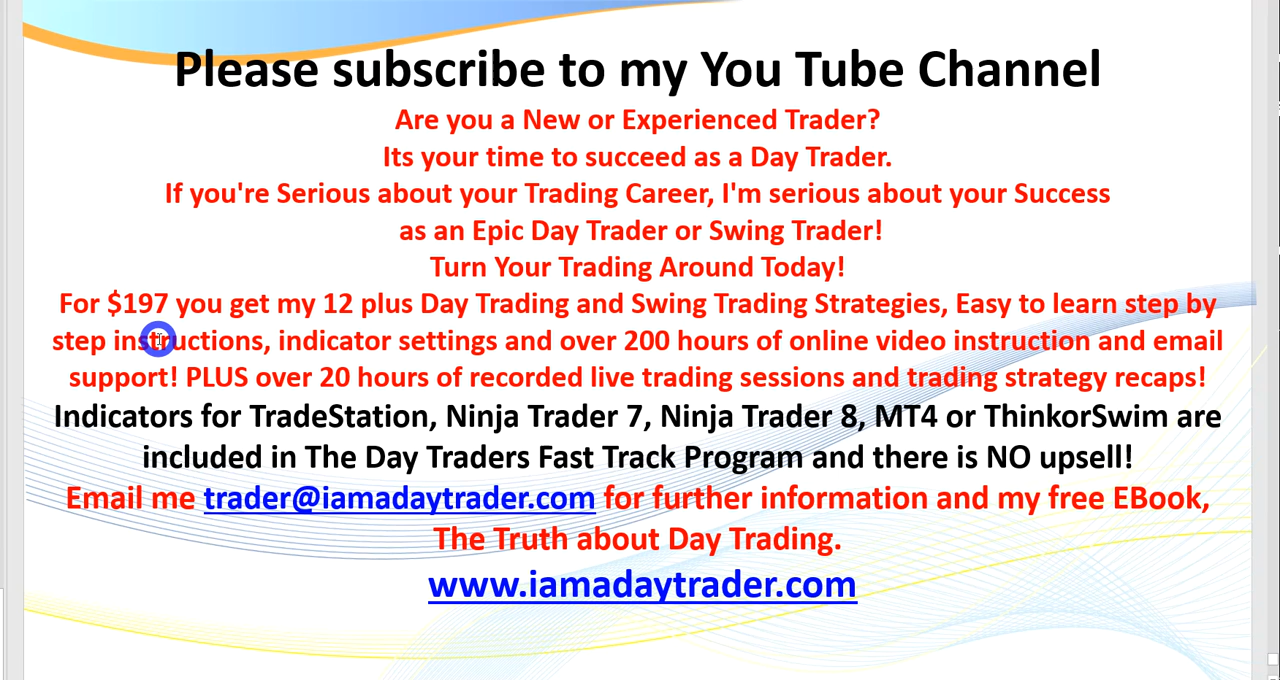 Please subscribe to my You Tube Channel
Are you a New or Experienced Trader?
Its your time to succeed as a Day Trader.
If you're Serious about your Trading Career, I'm serious about your Success
as an Epic Day Trader or Swing Trader!
Turn Your Trading Around Today!
For $197 you get my 12 plus Day Trading and Swing Trading Strategies, Easy to learn step by
step instructions, indicator settings and over 200 hours of online video instruction and email
support! PLUS over 20 hours of recorded live trading sessions and trading strategy recaps!
Indicators for TradeStation, Ninja Trader 7, Ninja Trader 8, MT4 or ThinkorSwim are
included in The Day Traders Fast Track Program and there is NO upsell!
Email me trader@iamadaytrader.com for further information and my free EBook,
The Truth about Day Trading.
www.iamadaytrader.com